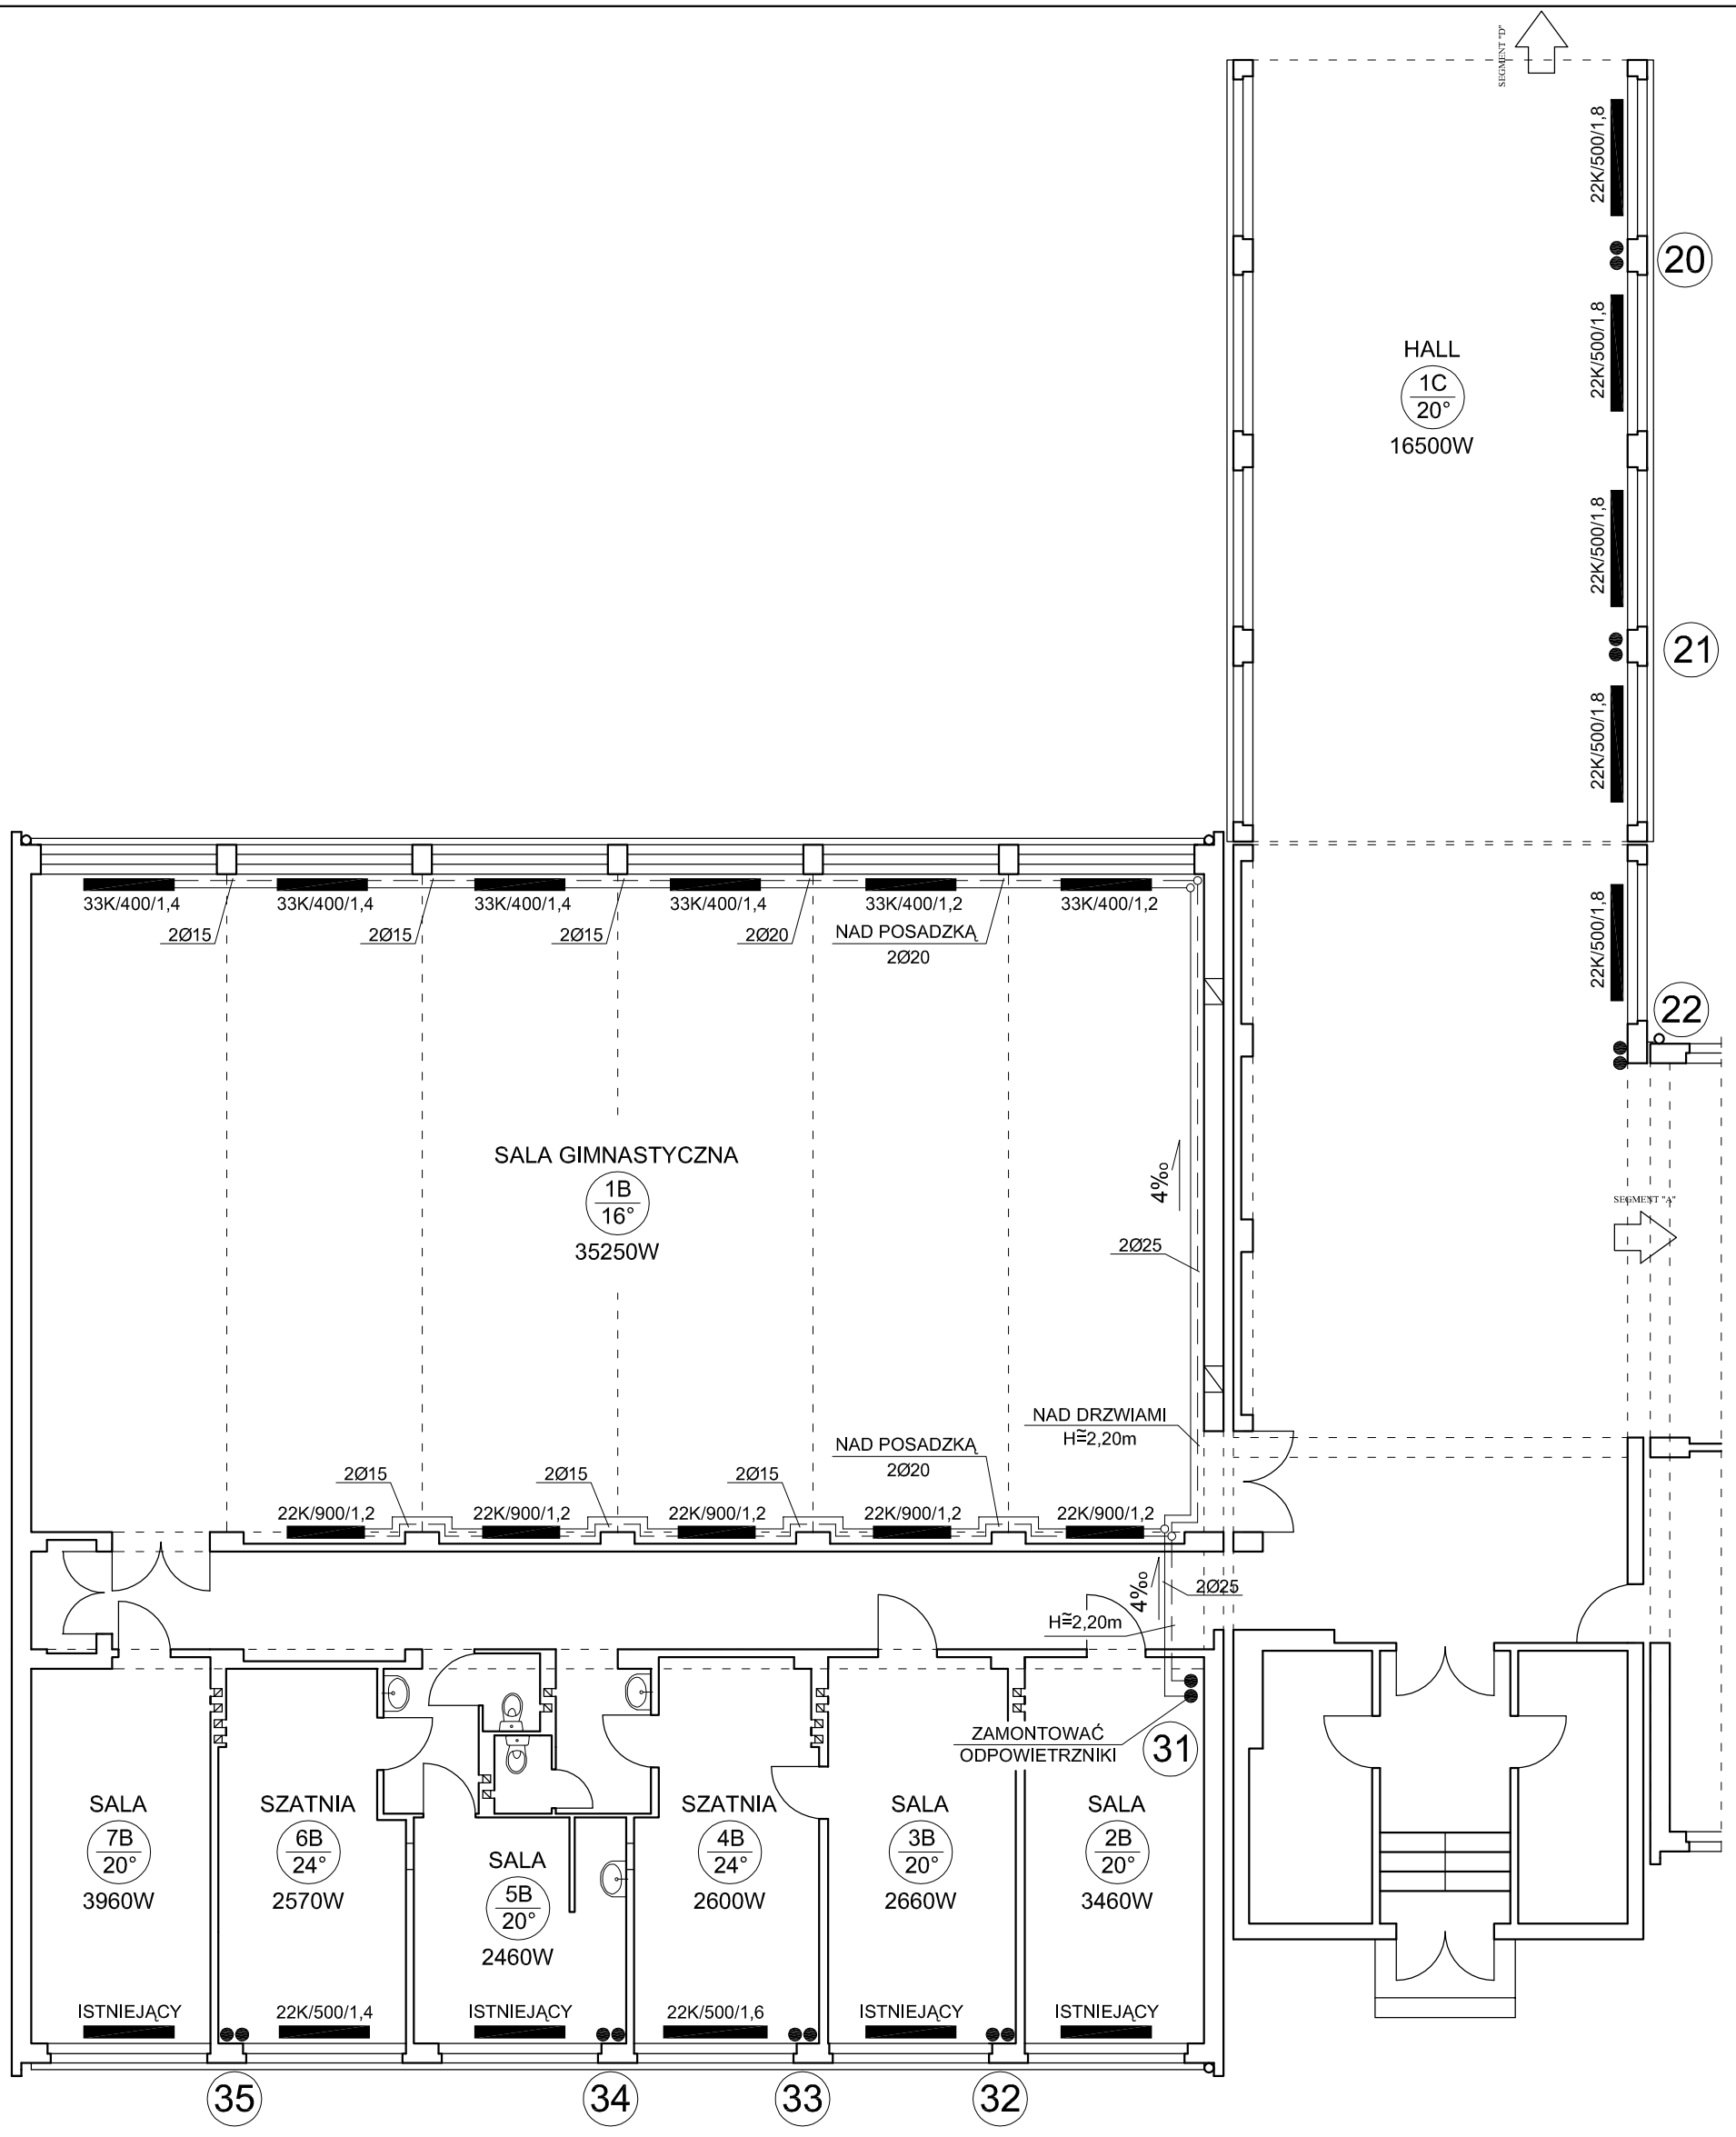 SEGMENT "D"
22K/500/1,8
20
22K/500/1,8
HALL
1C
20°
16500W
22K/500/1,8
21
22K/500/1,8
33K/400/1,4
33K/400/1,4
33K/400/1,4
33K/400/1,4
33K/400/1,2
33K/400/1,2
2Ø15
2Ø15
2Ø15
2Ø20
NAD POSADZKĄ
2Ø20
22K/500/1,8
22
SALA GIMNASTYCZNA
1B
16°
35250W
4‰
2Ø25
SEGMENT "A"
NAD DRZWIAMI
H≅2,20m
NAD POSADZKĄ
2Ø20
2Ø15
2Ø15
2Ø15
22K/900/1,2
22K/900/1,2
22K/900/1,2
22K/900/1,2
22K/900/1,2
4‰
2Ø25
H≅2,20m
ZAMONTOWAĆ
ODPOWIETRZNIKI
31
SALA
7B
20°
3960W
SZATNIA
6B
24°
2570W
SALA
5B
20°
2460W
SZATNIA
4B
24°
2600W
SALA
3B
20°
2660W
SALA
2B
20°
3460W
ISTNIEJĄCY
22K/500/1,4
ISTNIEJĄCY
22K/500/1,6
ISTNIEJĄCY
ISTNIEJĄCY
35
34
33
32